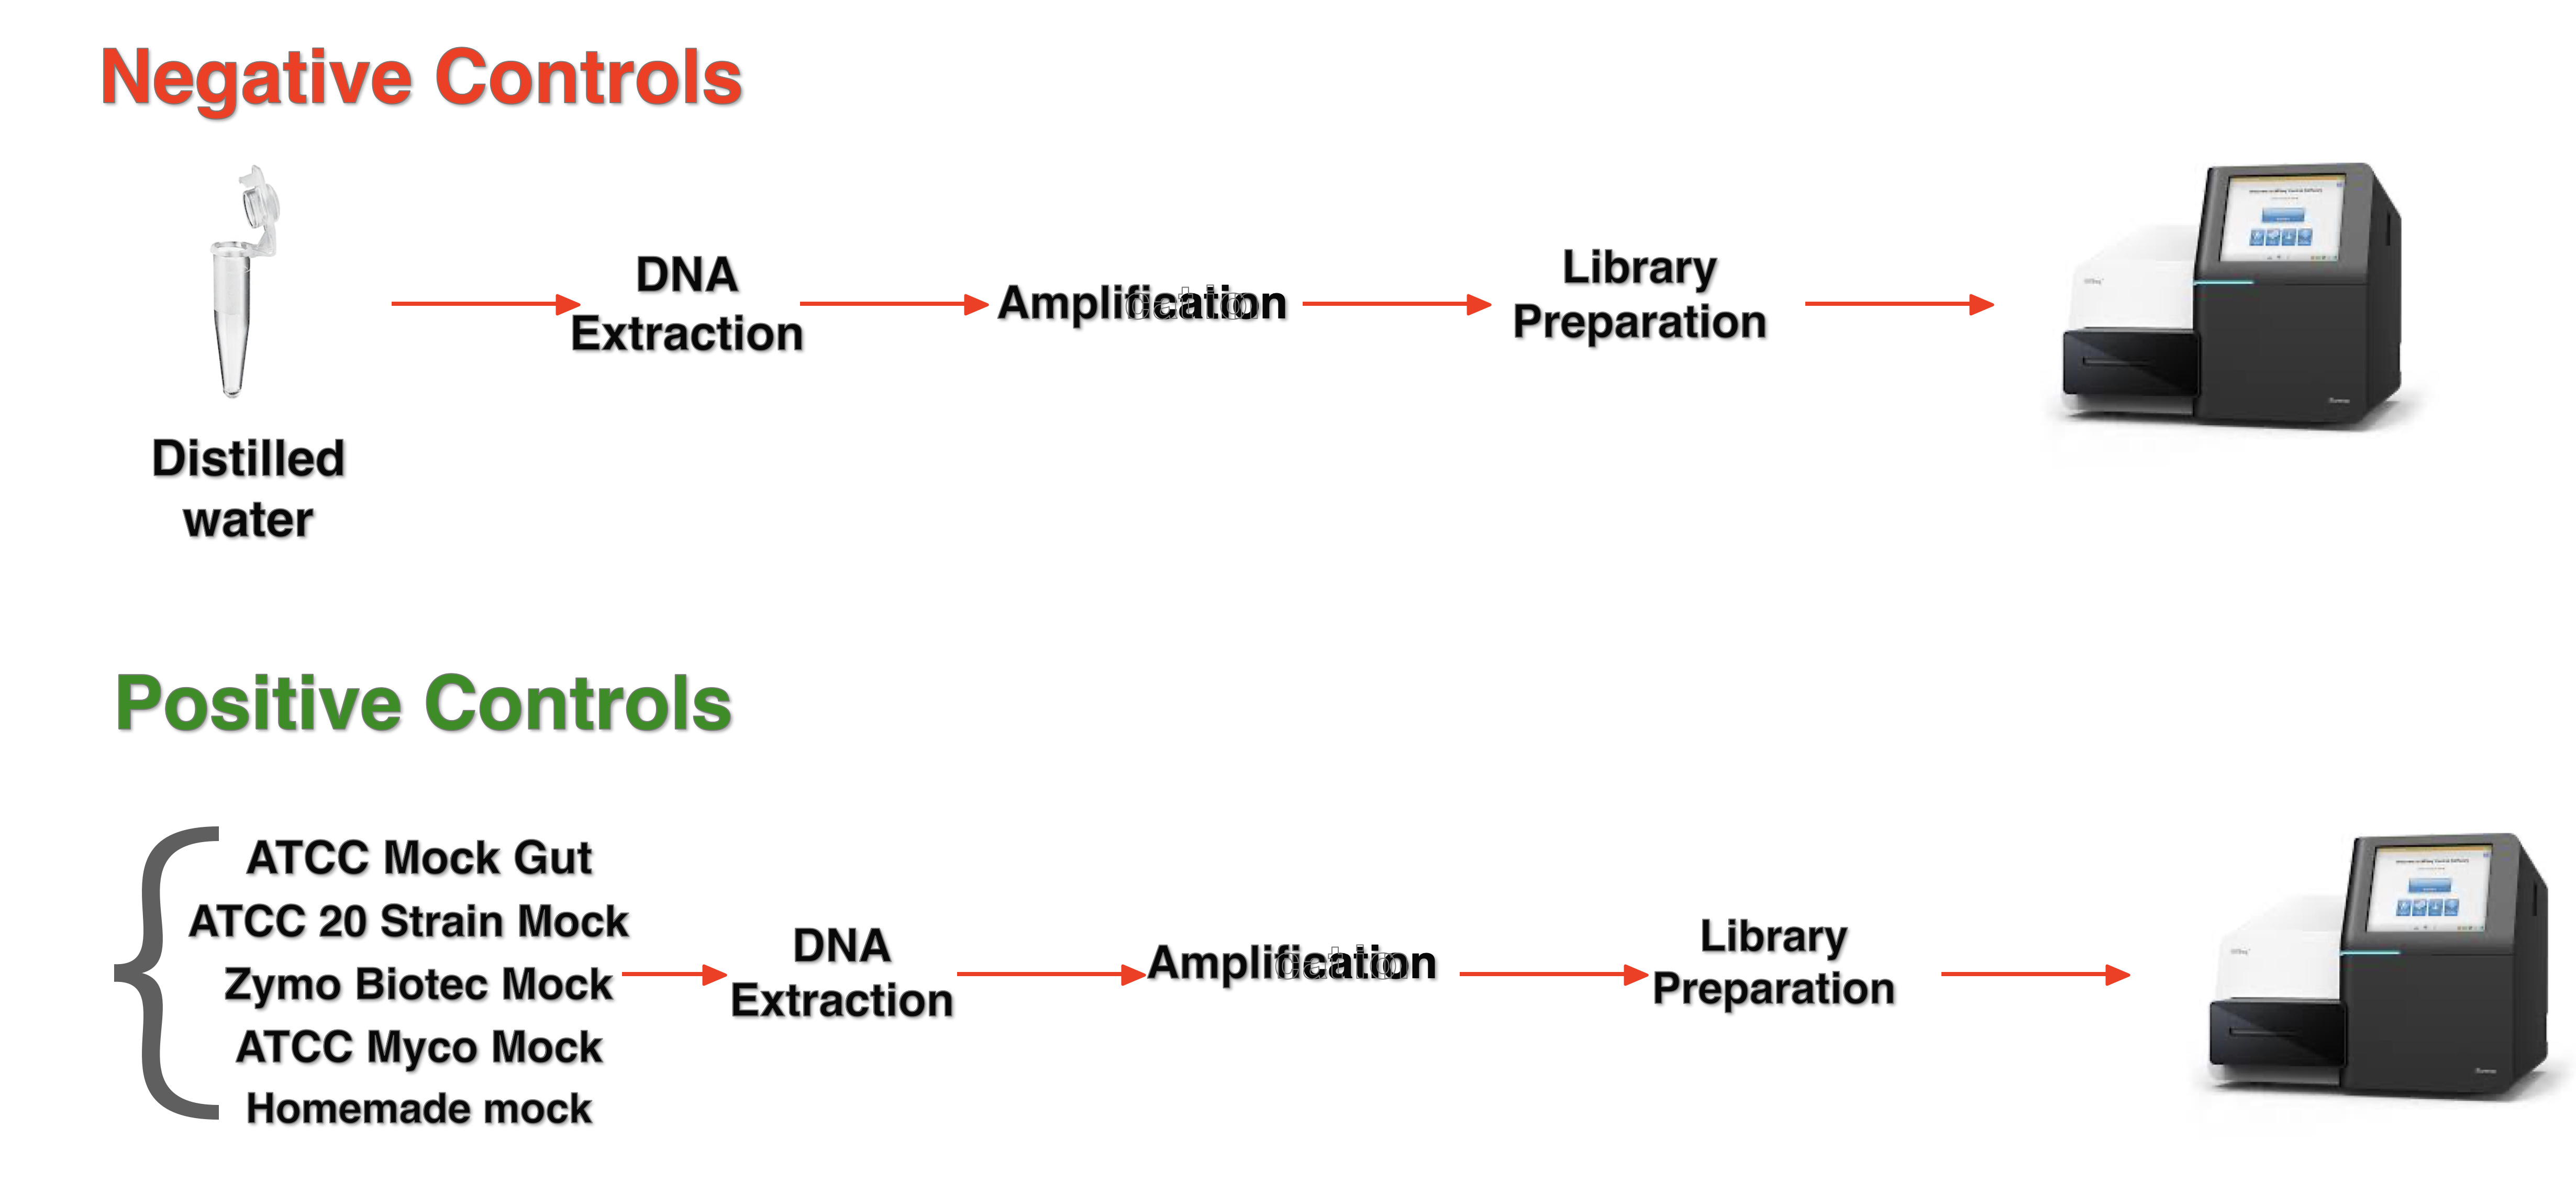 Negative Controls
DNA
Extraction
Amplification
Library
Preparation
Distilled
water
Positive Controls
ATCC Mock Gut
ATCC 20 Strain Mock
Zymo Biotec Mock
ATCC Myco Mock
Homemade mock
DNA
Extraction
Amplification
Library
Preparation